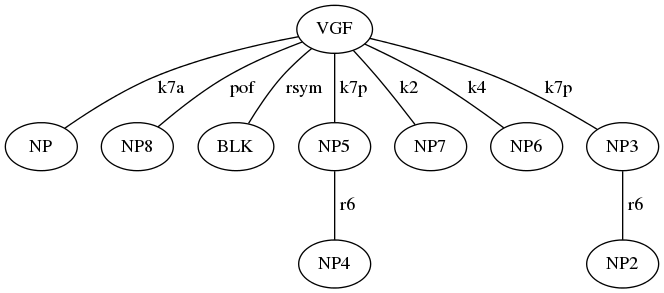 VGF
k7a pof rsym k7p k2 k4 k7p
NP NP8 BLK NP5 NP7 NP6 NP3
r6 r6
NP4 NP2